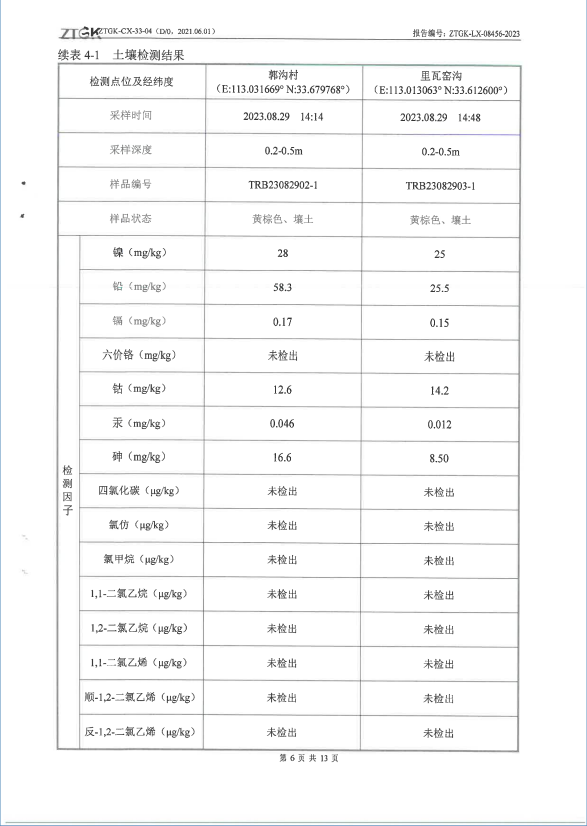 ZTGK ZTGK-CX-33-04（D/0，2021.06.01） 报告编号：ZTGK-LX-08456-2023
续表 4-1 土壤检测结果
检测点位及经纬度 郭沟村 里瓦窑沟
（E:113.031669° N:33.679768°） （E:113.013063° N:33.612600°）
采样时间 2023.08.29 14:14 2023.08.29 14:48
采样深度 0.2-0.5m 0.2-0.5m
样品编号 TRB23082902-1 TRB23082903-1
样品状态 黄棕色、壤土 黄棕色、壤土
检测因子
镍（mg/kg） 28 25
铅（mg/kg） 58.3 25.5
镉（mg/kg） 0.17 0.15
六价铬（mg/kg） 未检出 未检出
钴（mg/kg） 12.6 14.2
汞（mg/kg） 0.046 0.012
砷（mg/kg） 16.6 8.50
四氯化碳（μg/kg） 未检出 未检出
氯仿（μg/kg） 未检出 未检出
氯甲烷（μg/kg） 未检出 未检出
1,1-二氯乙烷（μg/kg） 未检出 未检出
1,2-二氯乙烷（μg/kg） 未检出 未检出
1,1-二氯乙烯（μg/kg） 未检出 未检出
顺-1,2-二氯乙烯（μg/kg） 未检出 未检出
反-1,2-二氯乙烯（μg/kg） 未检出 未检出
第 6 页 共 13 页